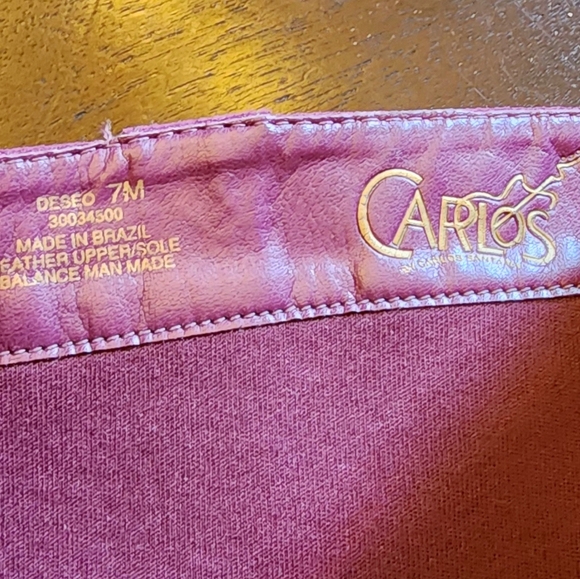 DESEO 7M
30034500
MADE IN BRAZIL
EATHER UPPER/SOLE
BALANCE MAN MADE
CARLOS